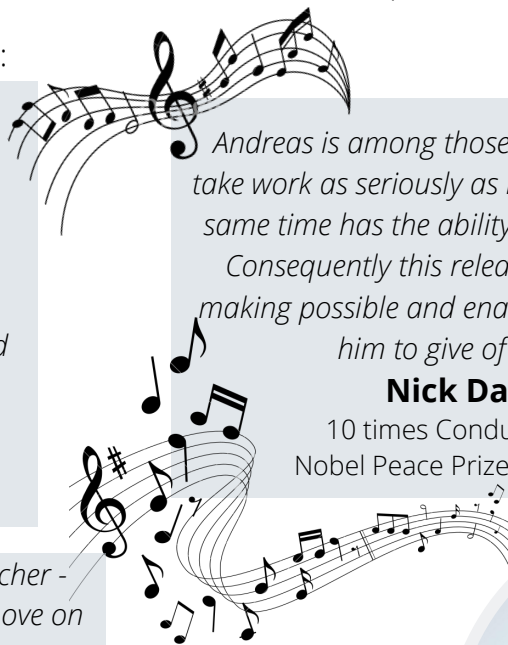 :
d
cher -
ove on
Andreas is among those
take work as seriously as
same time has the ability
Consequently this relea
making possible and ena
him to give of
Nick Da
10 times Condu
Nobel Peace Prize